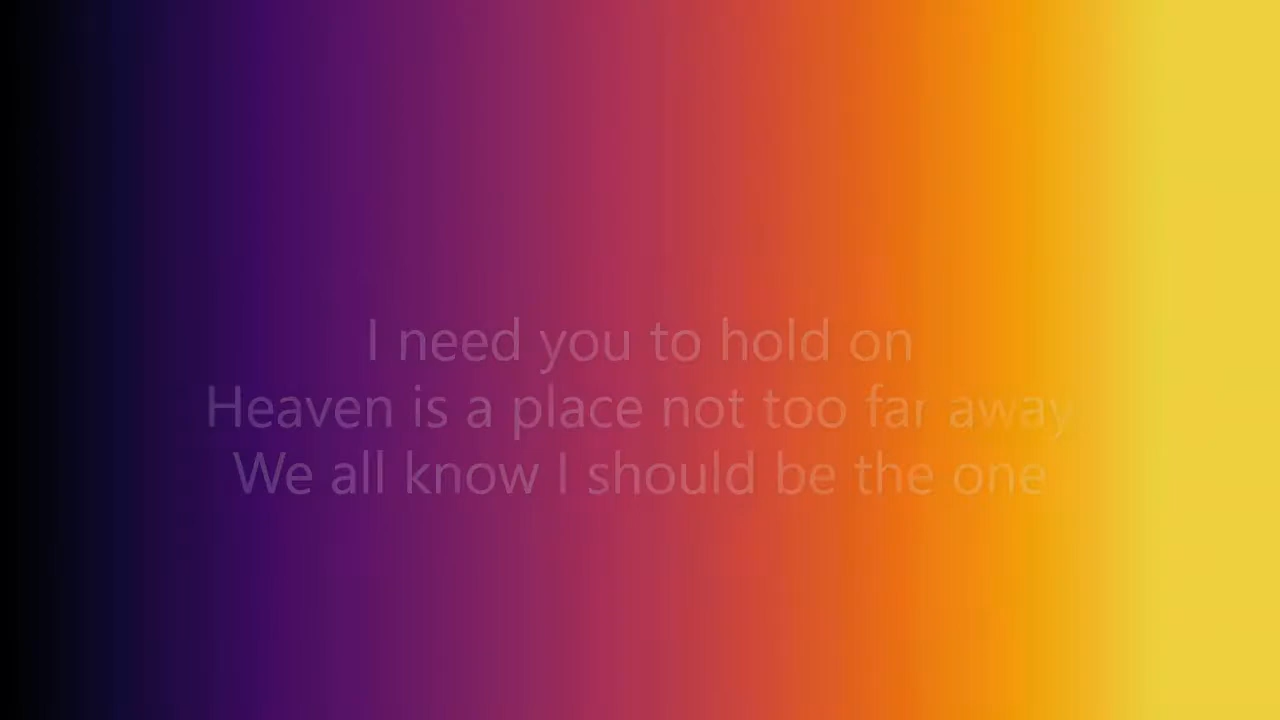 I need you to hold on
Heaven is a place not too far away
We all know I should be the one